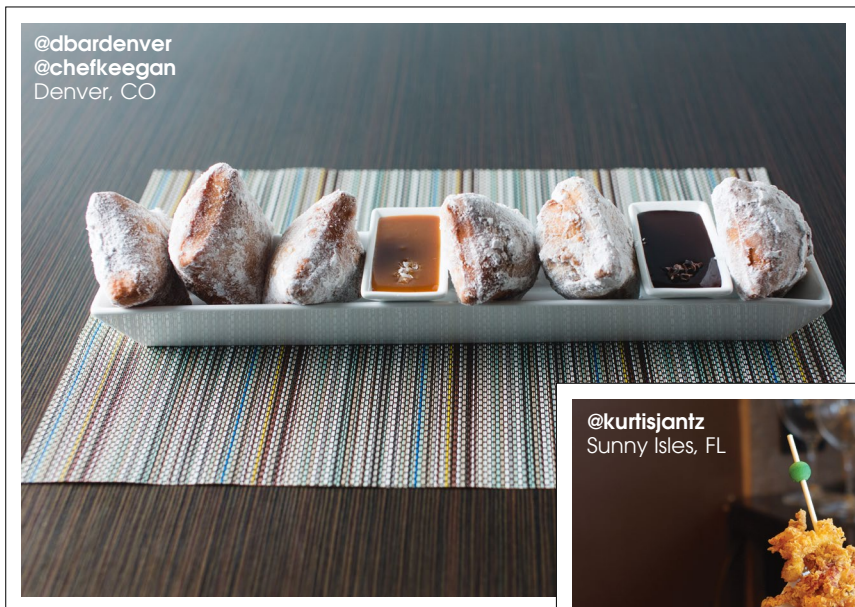 @dbardenver
@chefkeegan
Denver, CO
@kurtisjantz
Sunny Isles, FL